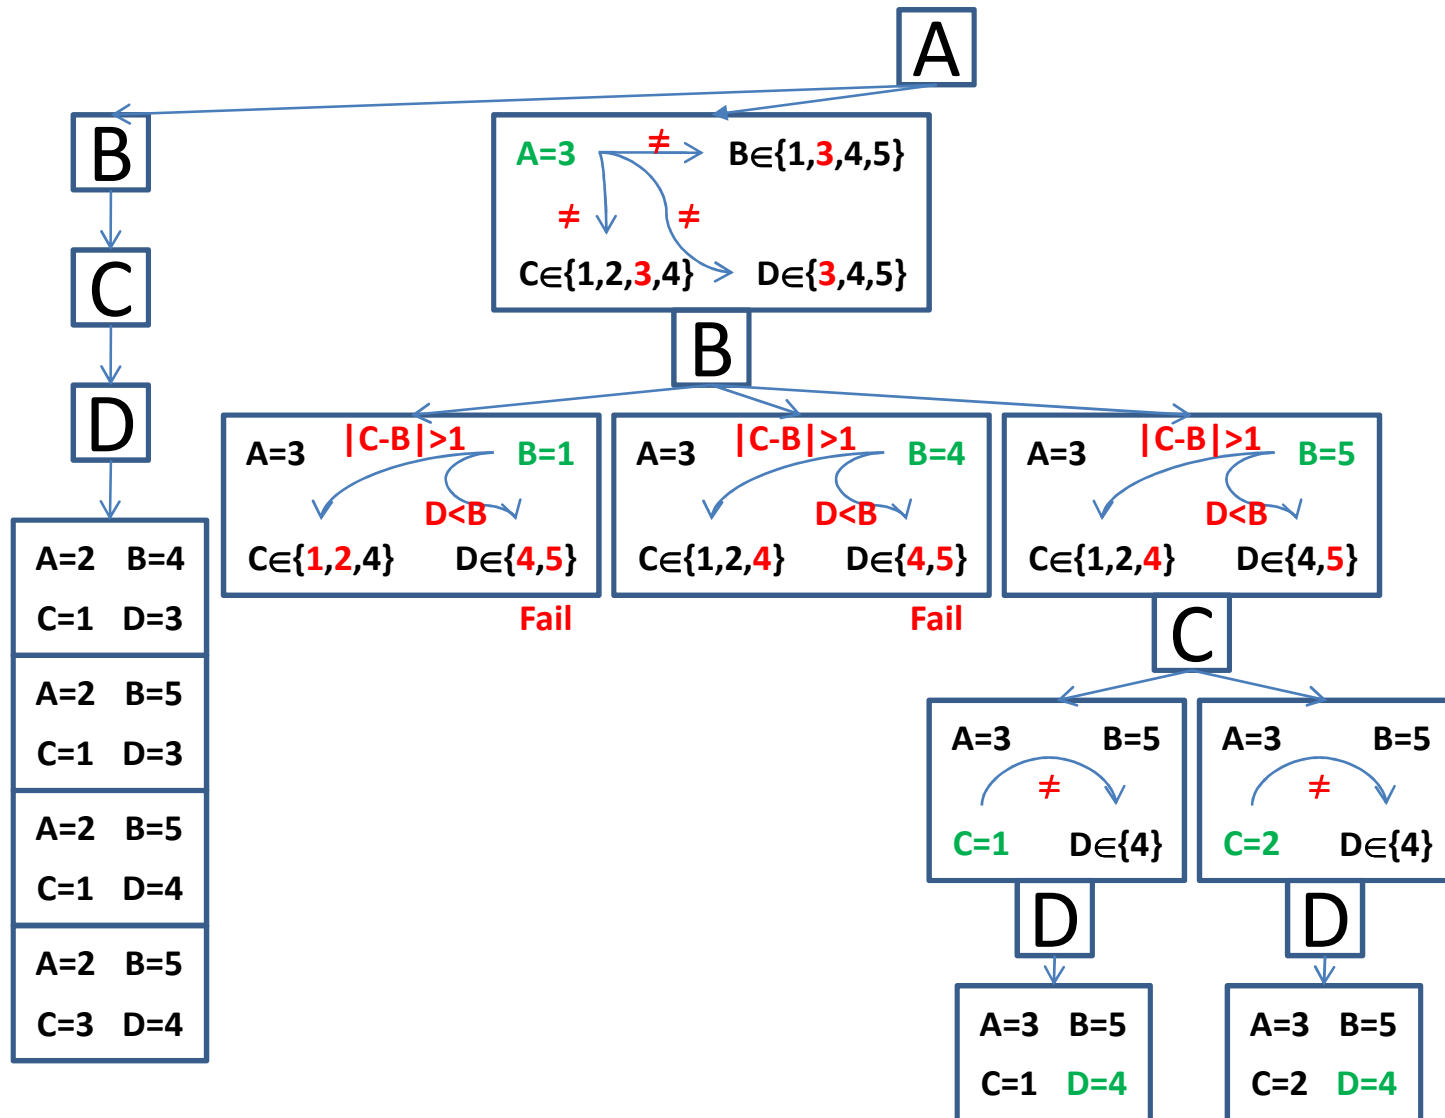 A
B
A=3 ≠ B∈{1,3,4,5}
≠ ≠
C∈{1,2,3,4} D∈{3,4,5}
C
B
D
A=3 |C-B|>1 B=1
D<B
C∈{1,2,4} D∈{4,5}
Fail
A=3 |C-B|>1 B=4
D<B
C∈{1,2,4} D∈{4,5}
Fail
A=3 |C-B|>1 B=5
D<B
C∈{1,2,4} D∈{4,5}
C
A=2 B=4
C=1 D=3
A=2 B=5
C=1 D=3
A=2 B=5
C=1 D=4
A=2 B=5
C=3 D=4
A=3 B=5
≠
C=1 D∈{4}
D
A=3 B=5
C=1 D=4
A=3 B=5
≠
C=2 D∈{4}
D
A=3 B=5
C=2 D=4